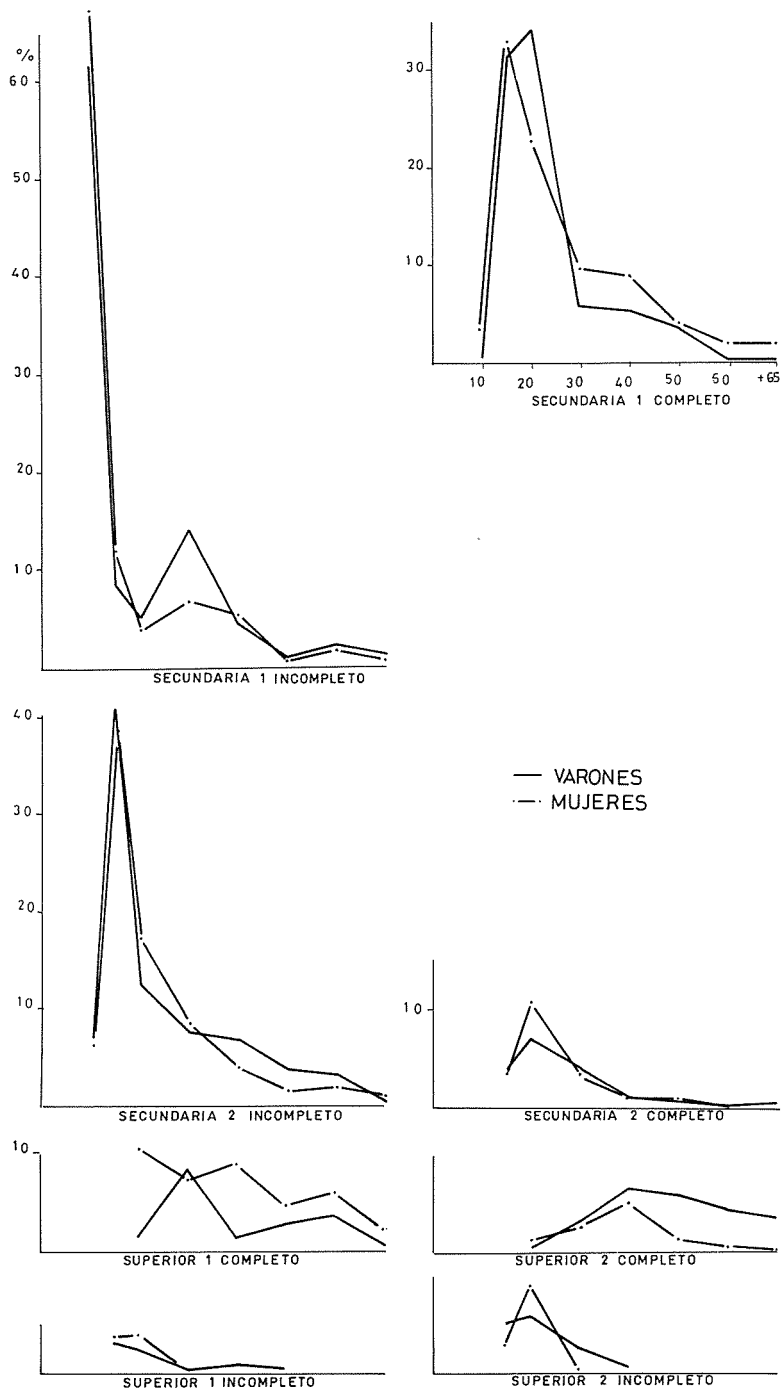 %
60
50
40
30
20
10
SECUNDARIA 1 INCOMPLETO
30
20
10
10 20 30 40 50 50 +65
SECUNDARIA 1 COMPLETO
40
30
20
10
SECUNDARIA 2 INCOMPLETO
VARONES
MUJERES
10
SECUNDARIA 2 COMPLETO
10
SUPERIOR 1 COMPLETO
SUPERIOR 2 COMPLETO
SUPERIOR 1 INCOMPLETO
SUPERIOR 2 INCOMPLETO